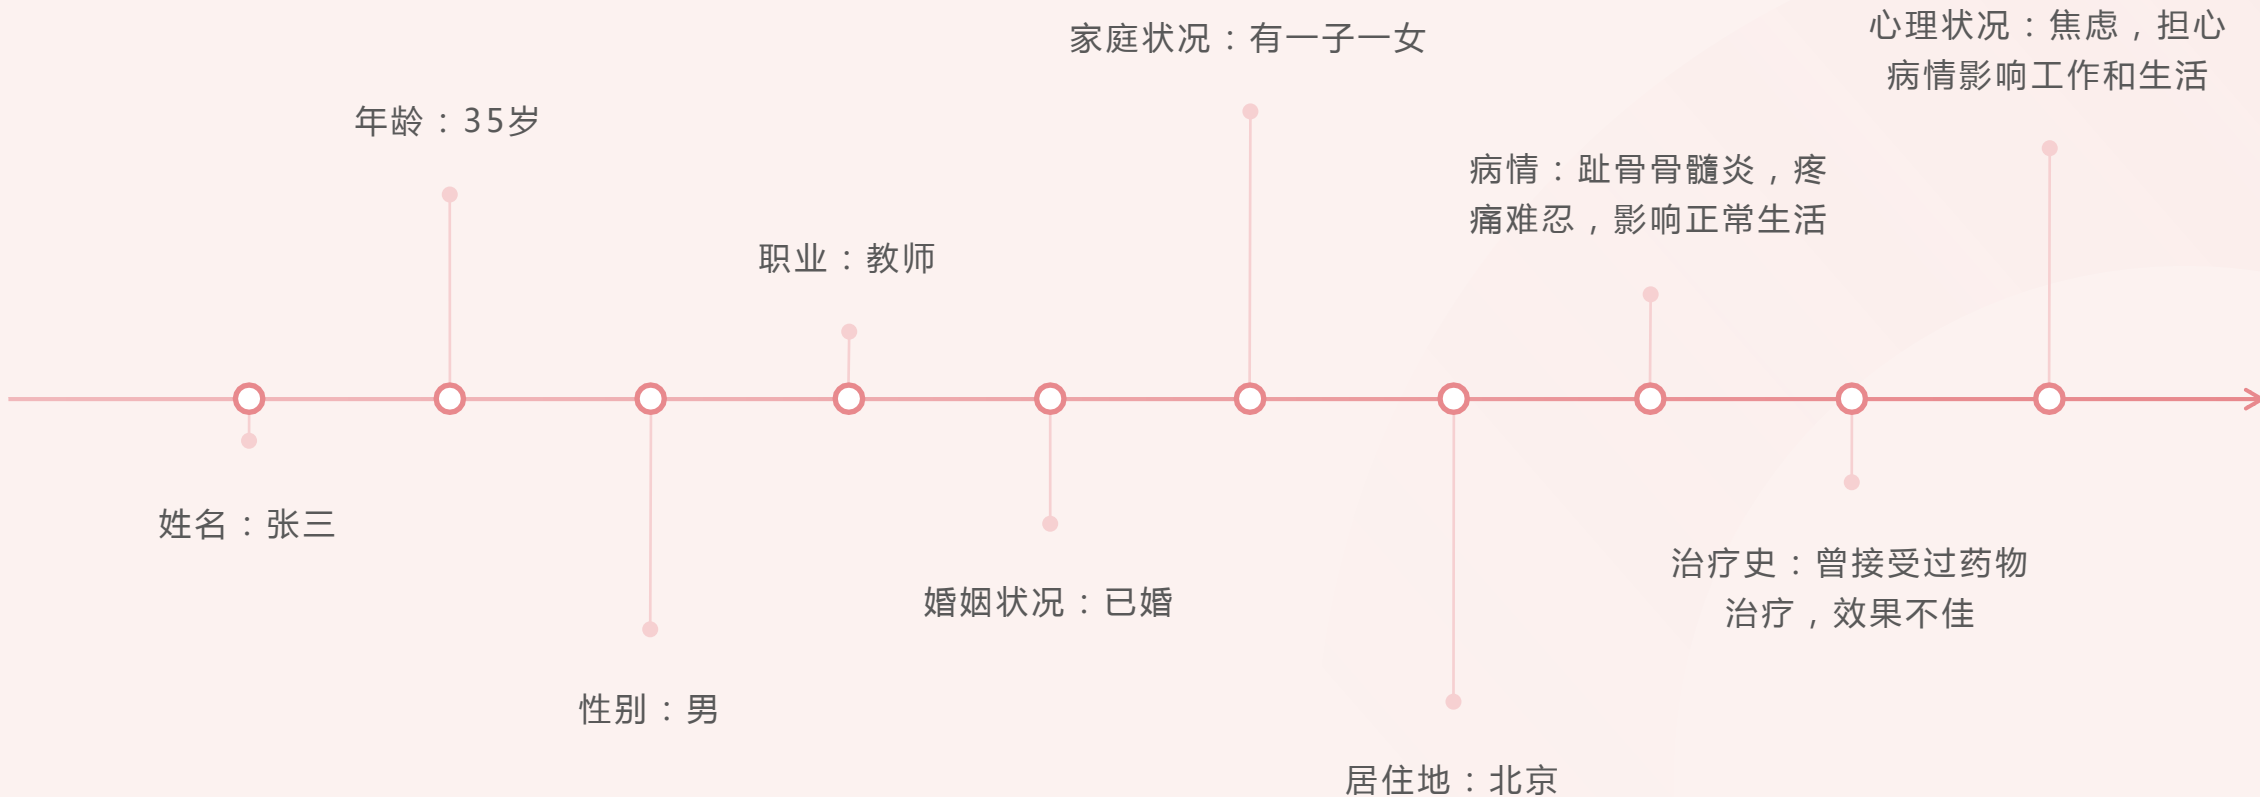 姓名：张三
年龄：35岁
性别：男
职业：教师
婚姻状况：已婚
家庭状况：有一子一女
居住地：北京
病情：趾骨骨髓炎，疼
痛难忍，影响正常生活
治疗史：曾接受过药物
治疗，效果不佳
心理状况：焦虑，担心
病情影响工作和生活